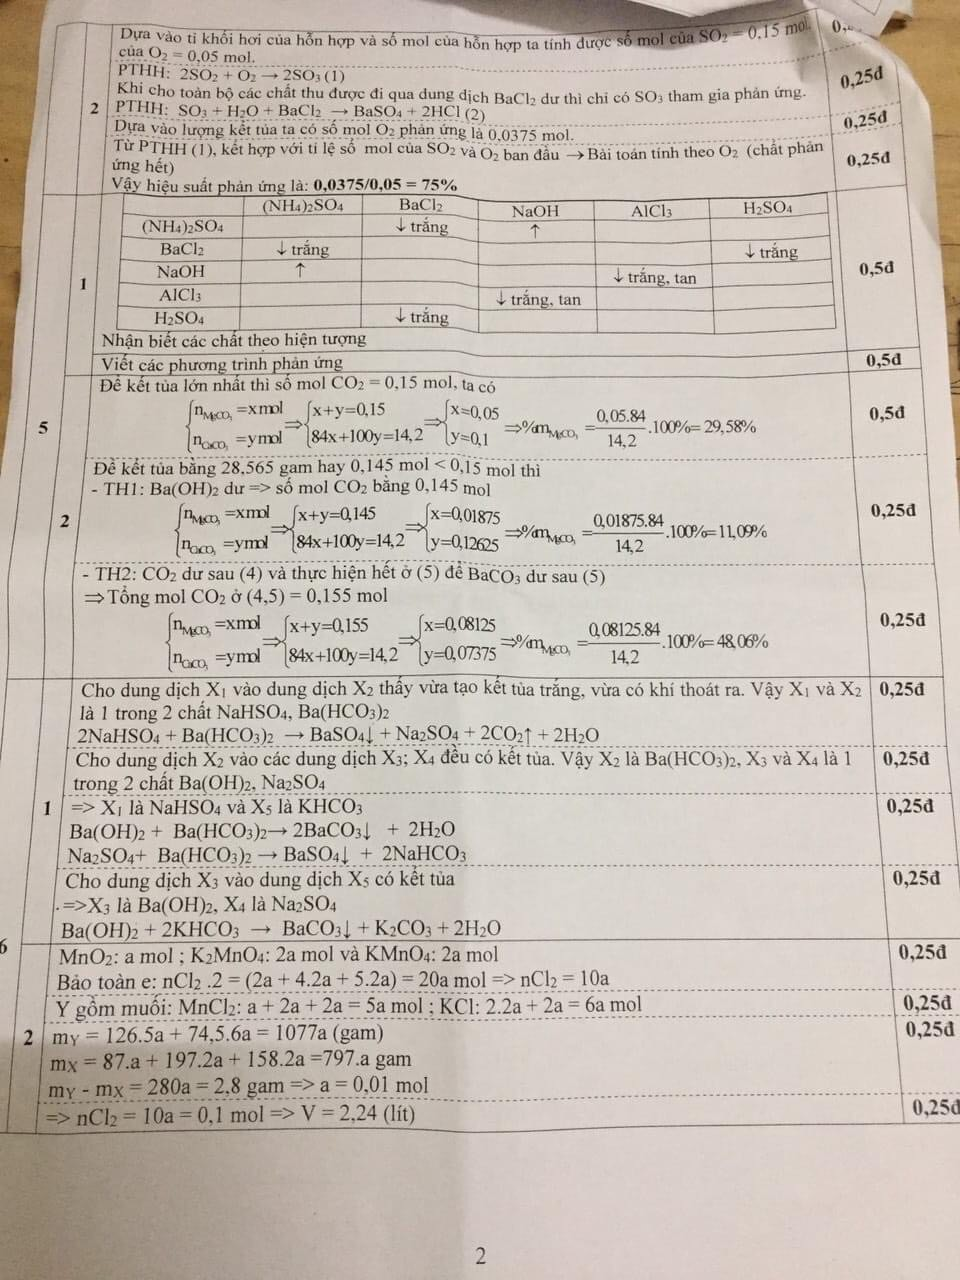 Dựa vào tỉ khối hơi của hỗn hợp và số mol của hỗn hợp ta tính được số mol của SO₂ = 0,15 mol,
của O₂ = 0,05 mol.
PTHH: 2SO₂ + O₂ → 2SO₃ (1)
Khi cho toàn bộ các chất thu được đi qua dung dịch BaCl₂ dư thì chỉ có SO₃ tham gia phản ứng. 0,25đ
2 PTHH: SO₃ + H₂O + BaCl₂ → BaSO₄ + 2HCl (2)
Dựa vào lượng kết tủa ta có số mol O₂ phản ứng là 0,0375 mol. 0,25đ
Từ PTHH (1), kết hợp với tỉ lệ số mol của SO₂ và O₂ ban đầu → Bài toán tính theo O₂ (chất phản 0,25đ
ứng hết)
Vậy hiệu suất phản ứng là: 0,0375/0,05 = 75%
(NH₄)₂SO₄ BaCl₂ NaOH AlCl₃ H₂SO₄
(NH₄)₂SO₄ ↓ trắng ↑
BaCl₂ ↓ trắng ↓ trắng
NaOH ↑ ↓ trắng, tan 0,5đ
1 AlCl₃ ↓ trắng, tan
H₂SO₄ ↓ trắng
Nhận biết các chất theo hiện tượng
Viết các phương trình phản ứng 0,5đ
Để kết tủa lớn nhất thì số mol CO₂ = 0,15 mol, ta có
5 {n_MgCO₃ =xmol ; n_CaCO₃ =ymol ⇒ {x+y=0,15 ; 84x+100y=14,2 ⇒ {x=0,05 ; y=0,1 ⇒%m_MgCO₃ = 0,05.84/14,2 .100%=29,58% 0,5đ
Để kết tủa bằng 28,565 gam hay 0,145 mol < 0,15 mol thì
2 - TH1: Ba(OH)₂ dư => số mol CO₂ bằng 0,145 mol
{n_MgCO₃ =xmol ; n_CaCO₃ =ymol ⇒ {x+y=0,145 ; 84x+100y=14,2 ⇒ {x=0,01875 ; y=0,12625 ⇒%m_MgCO₃ = 0,01875.84/14,2 .100%=11,09% 0,25đ
- TH2: CO₂ dư sau (4) và thực hiện hết ở (5) để BaCO₃ dư sau (5)
⇒ Tổng mol CO₂ ở (4,5) = 0,155 mol
{n_MgCO₃ =xmol ; n_CaCO₃ =ymol ⇒ {x+y=0,155 ; 84x+100y=14,2 ⇒ {x=0,08125 ; y=0,07375 ⇒%m_MgCO₃ = 0,08125.84/14,2 .100%=48,06% 0,25đ
Cho dung dịch X₁ vào dung dịch X₂ thấy vừa tạo kết tủa trắng, vừa có khí thoát ra. Vậy X₁ và X₂ 0,25đ
là 1 trong 2 chất NaHSO₄, Ba(HCO₃)₂
2NaHSO₄ + Ba(HCO₃)₂ → BaSO₄↓ + Na₂SO₄ + 2CO₂↑ + 2H₂O
Cho dung dịch X₂ vào các dung dịch X₃; X₄ đều có kết tủa. Vậy X₂ là Ba(HCO₃)₂, X₃ và X₄ là 1 0,25đ
trong 2 chất Ba(OH)₂, Na₂SO₄
1 => X₁ là NaHSO₄ và X₅ là KHCO₃ 0,25đ
Ba(OH)₂ + Ba(HCO₃)₂→ 2BaCO₃↓ + 2H₂O
Na₂SO₄+ Ba(HCO₃)₂ → BaSO₄↓ + 2NaHCO₃
Cho dung dịch X₃ vào dung dịch X₅ có kết tủa 0,25đ
.=>X₃ là Ba(OH)₂, X₄ là Na₂SO₄
Ba(OH)₂ + 2KHCO₃ → BaCO₃↓ + K₂CO₃ + 2H₂O
6 MnO₂: a mol ; K₂MnO₄: 2a mol và KMnO₄: 2a mol 0,25đ
Bảo toàn e: nCl₂ .2 = (2a + 4.2a + 5.2a) = 20a mol => nCl₂ = 10a
Y gồm muối: MnCl₂: a + 2a + 2a = 5a mol ; KCl: 2.2a + 2a = 6a mol 0,25đ
2 mY = 126.5a + 74,5.6a = 1077a (gam) 0,25đ
mX = 87.a + 197.2a + 158.2a =797.a gam
mY - mX = 280a = 2,8 gam => a = 0,01 mol
=> nCl₂ = 10a = 0,1 mol => V = 2,24 (lít) 0,25đ
2